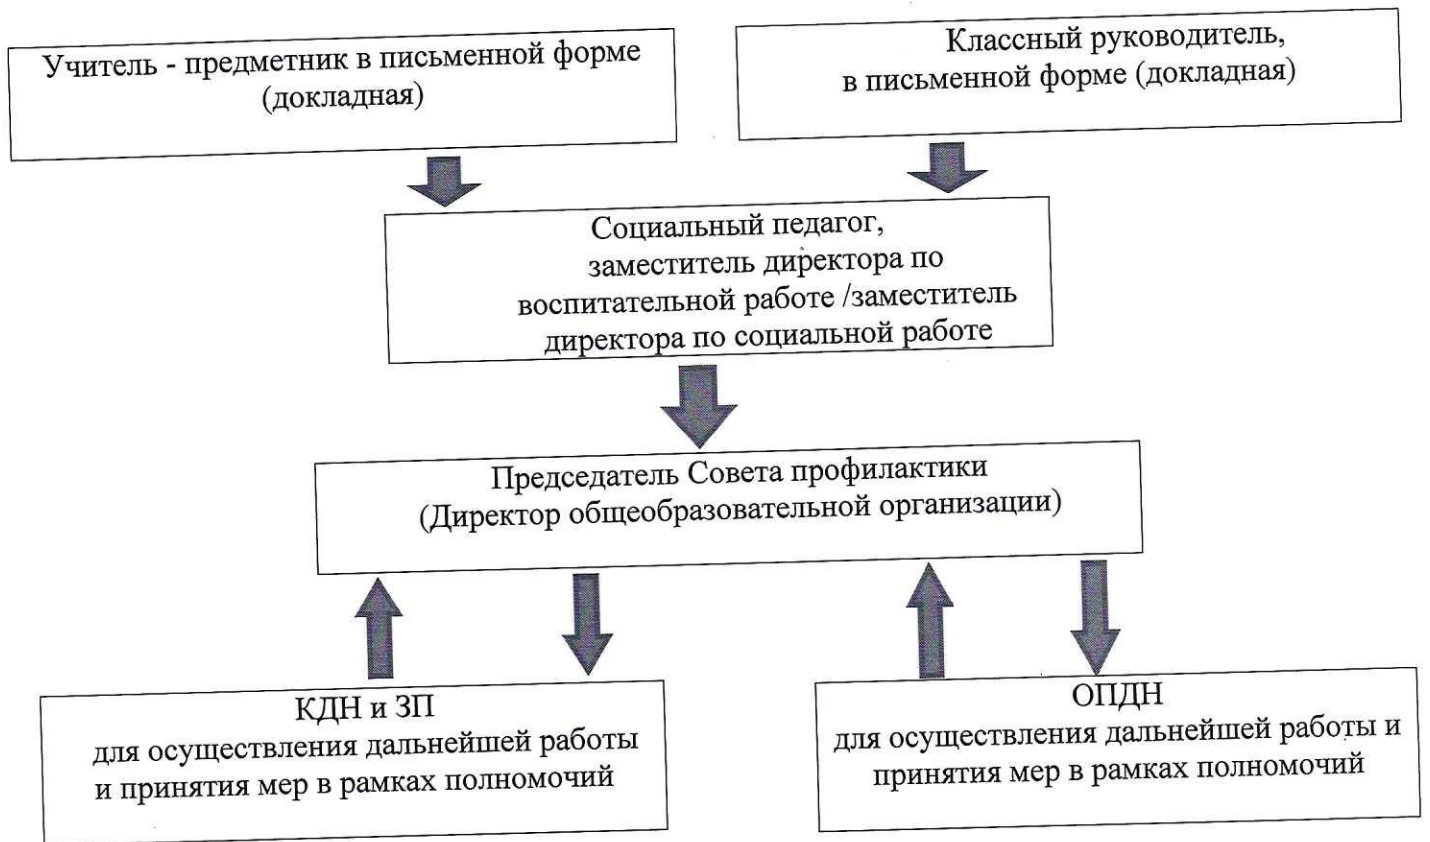 Учитель - предметник в письменной форме
(докладная)
Классный руководитель,
в письменной форме (докладная)
Социальный педагог,
заместитель директора по
воспитательной работе /заместитель
директора по социальной работе
Председатель Совета профилактики
(Директор общеобразовательной организации)
КДН и ЗП
для осуществления дальнейшей работы
и принятия мер в рамках полномочий
ОПДН
для осуществления дальнейшей работы и
принятия мер в рамках полномочий